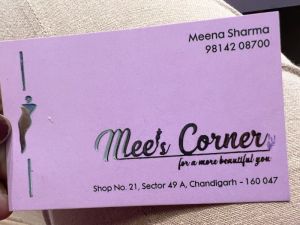 Meena Sharma
98142 08700
Mee's Corner
for a more beautiful you
Shop No. 21, Sector 49 A, Chandigarh - 160 047